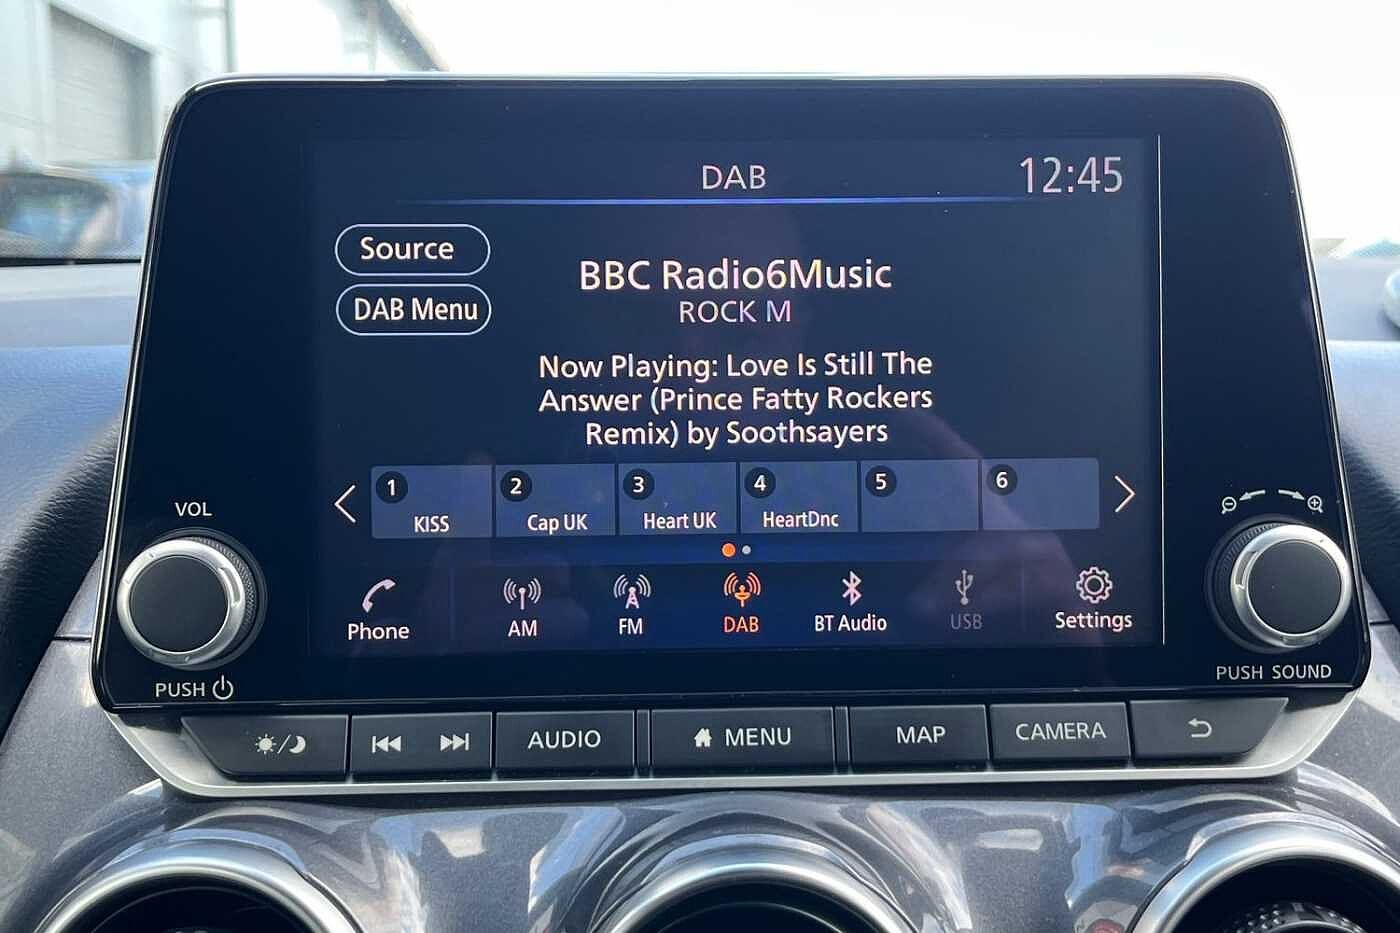 DAB
12:45
Source
DAB Menu
BBC Radio6Music
ROCK M
Now Playing: Love Is Still The
Answer (Prince Fatty Rockers
Remix) by Soothsayers
1 2 3 4 5 6
KISS Cap UK Heart UK HeartDnc
Phone AM FM DAB BT Audio USB Settings
VOL
PUSH
PUSH SOUND
AUDIO MENU MAP CAMERA